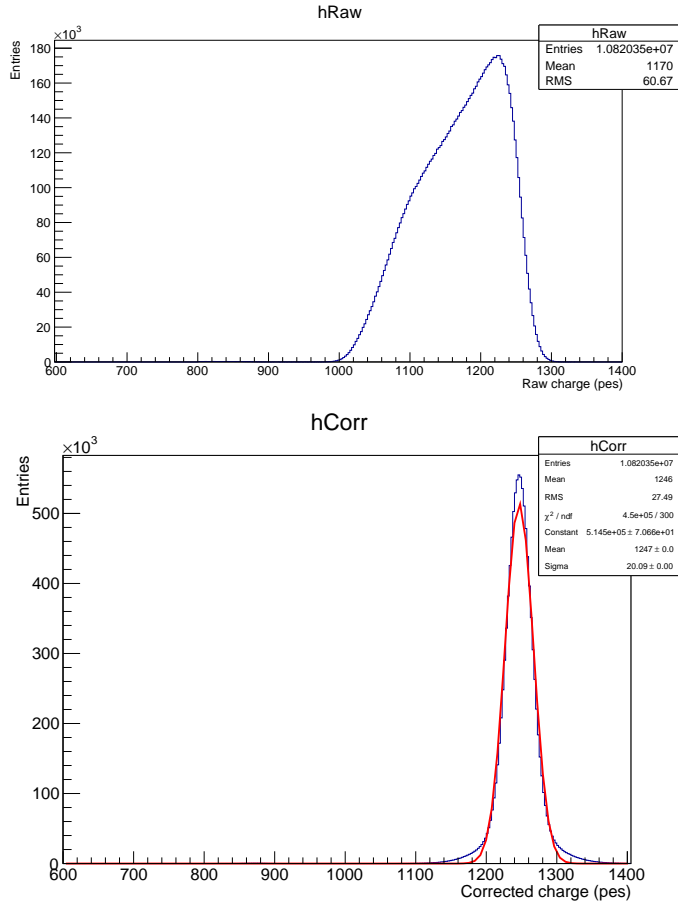 hRaw
×10³
Entries
180
160
140
120
100
80
60
40
20
0
600 700 800 900 1000 1100 1200 1300 1400
Raw charge (pes)
hRaw
Entries 1.082035e+07
Mean 1170
RMS 60.67
hCorr
×10³
Entries
500
400
300
200
100
0
600 700 800 900 1000 1100 1200 1300 1400
Corrected charge (pes)
hCorr
Entries 1.082035e+07
Mean 1246
RMS 27.49
χ² / ndf 4.5e+05 / 300
Constant 5.145e+05 ± 7.066e+01
Mean 1247 ± 0.0
Sigma 20.09 ± 0.00